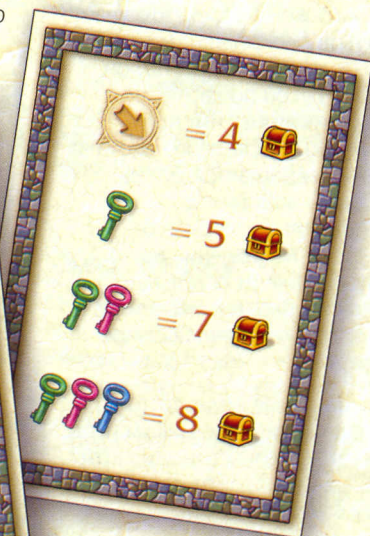 = 4
= 5
= 7
= 8